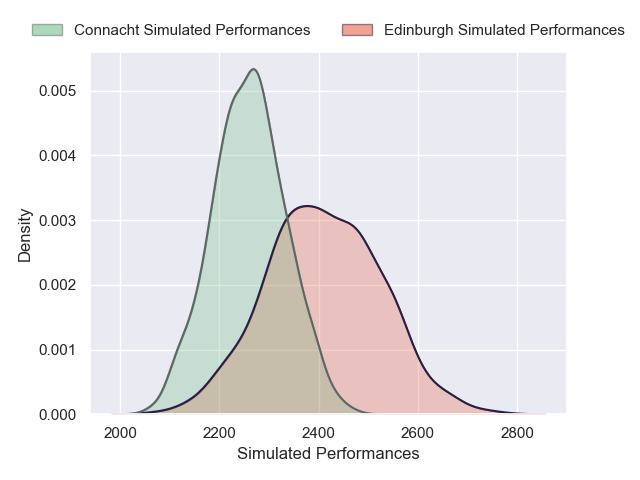 Connacht Simulated Performances Edinburgh Simulated Performances
0.005
0.004
0.003
0.002
0.001
0.000
Density
2000 2200 2400 2600 2800
Simulated Performances